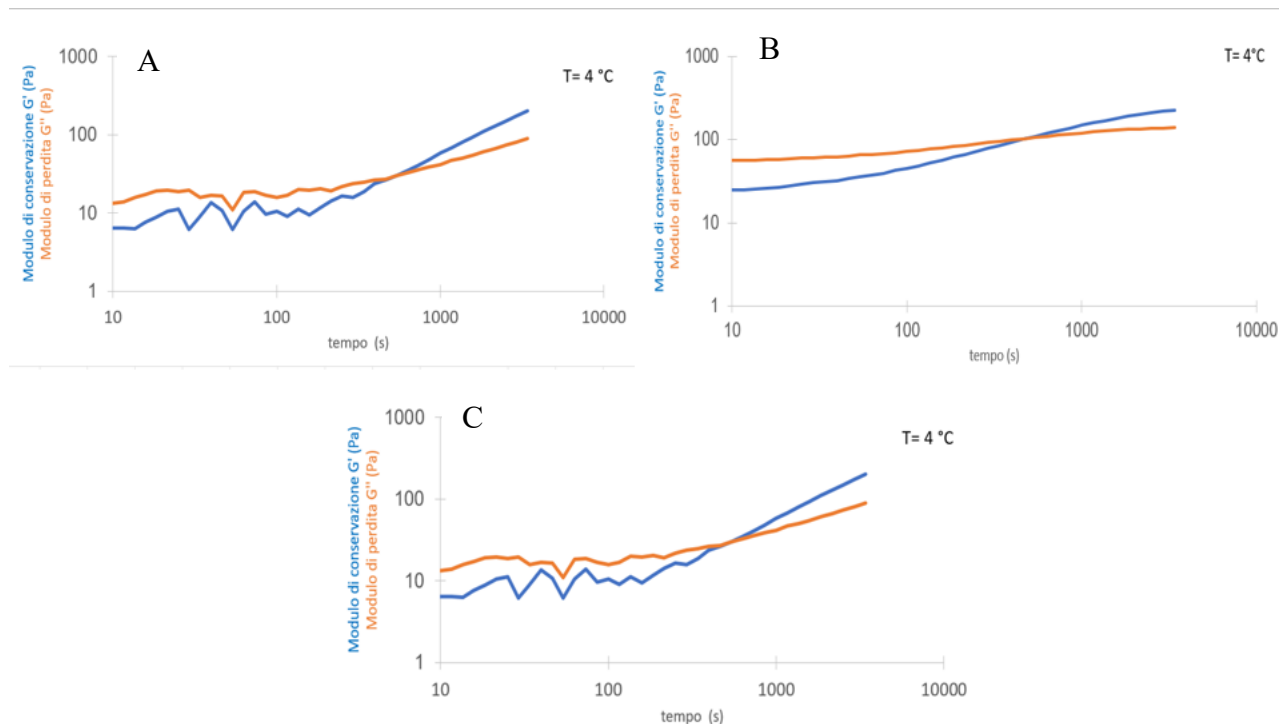 A
T= 4 °C
Modulo di conservazione G' (Pa)
Modulo di perdita G'' (Pa)
1000
100
10
1
10
100
1000
10000
tempo (s)
B
T= 4°C
Modulo di conservazione G' (Pa)
Modulo di perdita G'' (Pa)
1000
100
10
1
10
100
1000
10000
tempo (s)
C
T= 4 °C
Modulo di conservazione G' (Pa)
Modulo di perdita G'' (Pa)
1000
100
10
1
10
100
1000
10000
tempo (s)